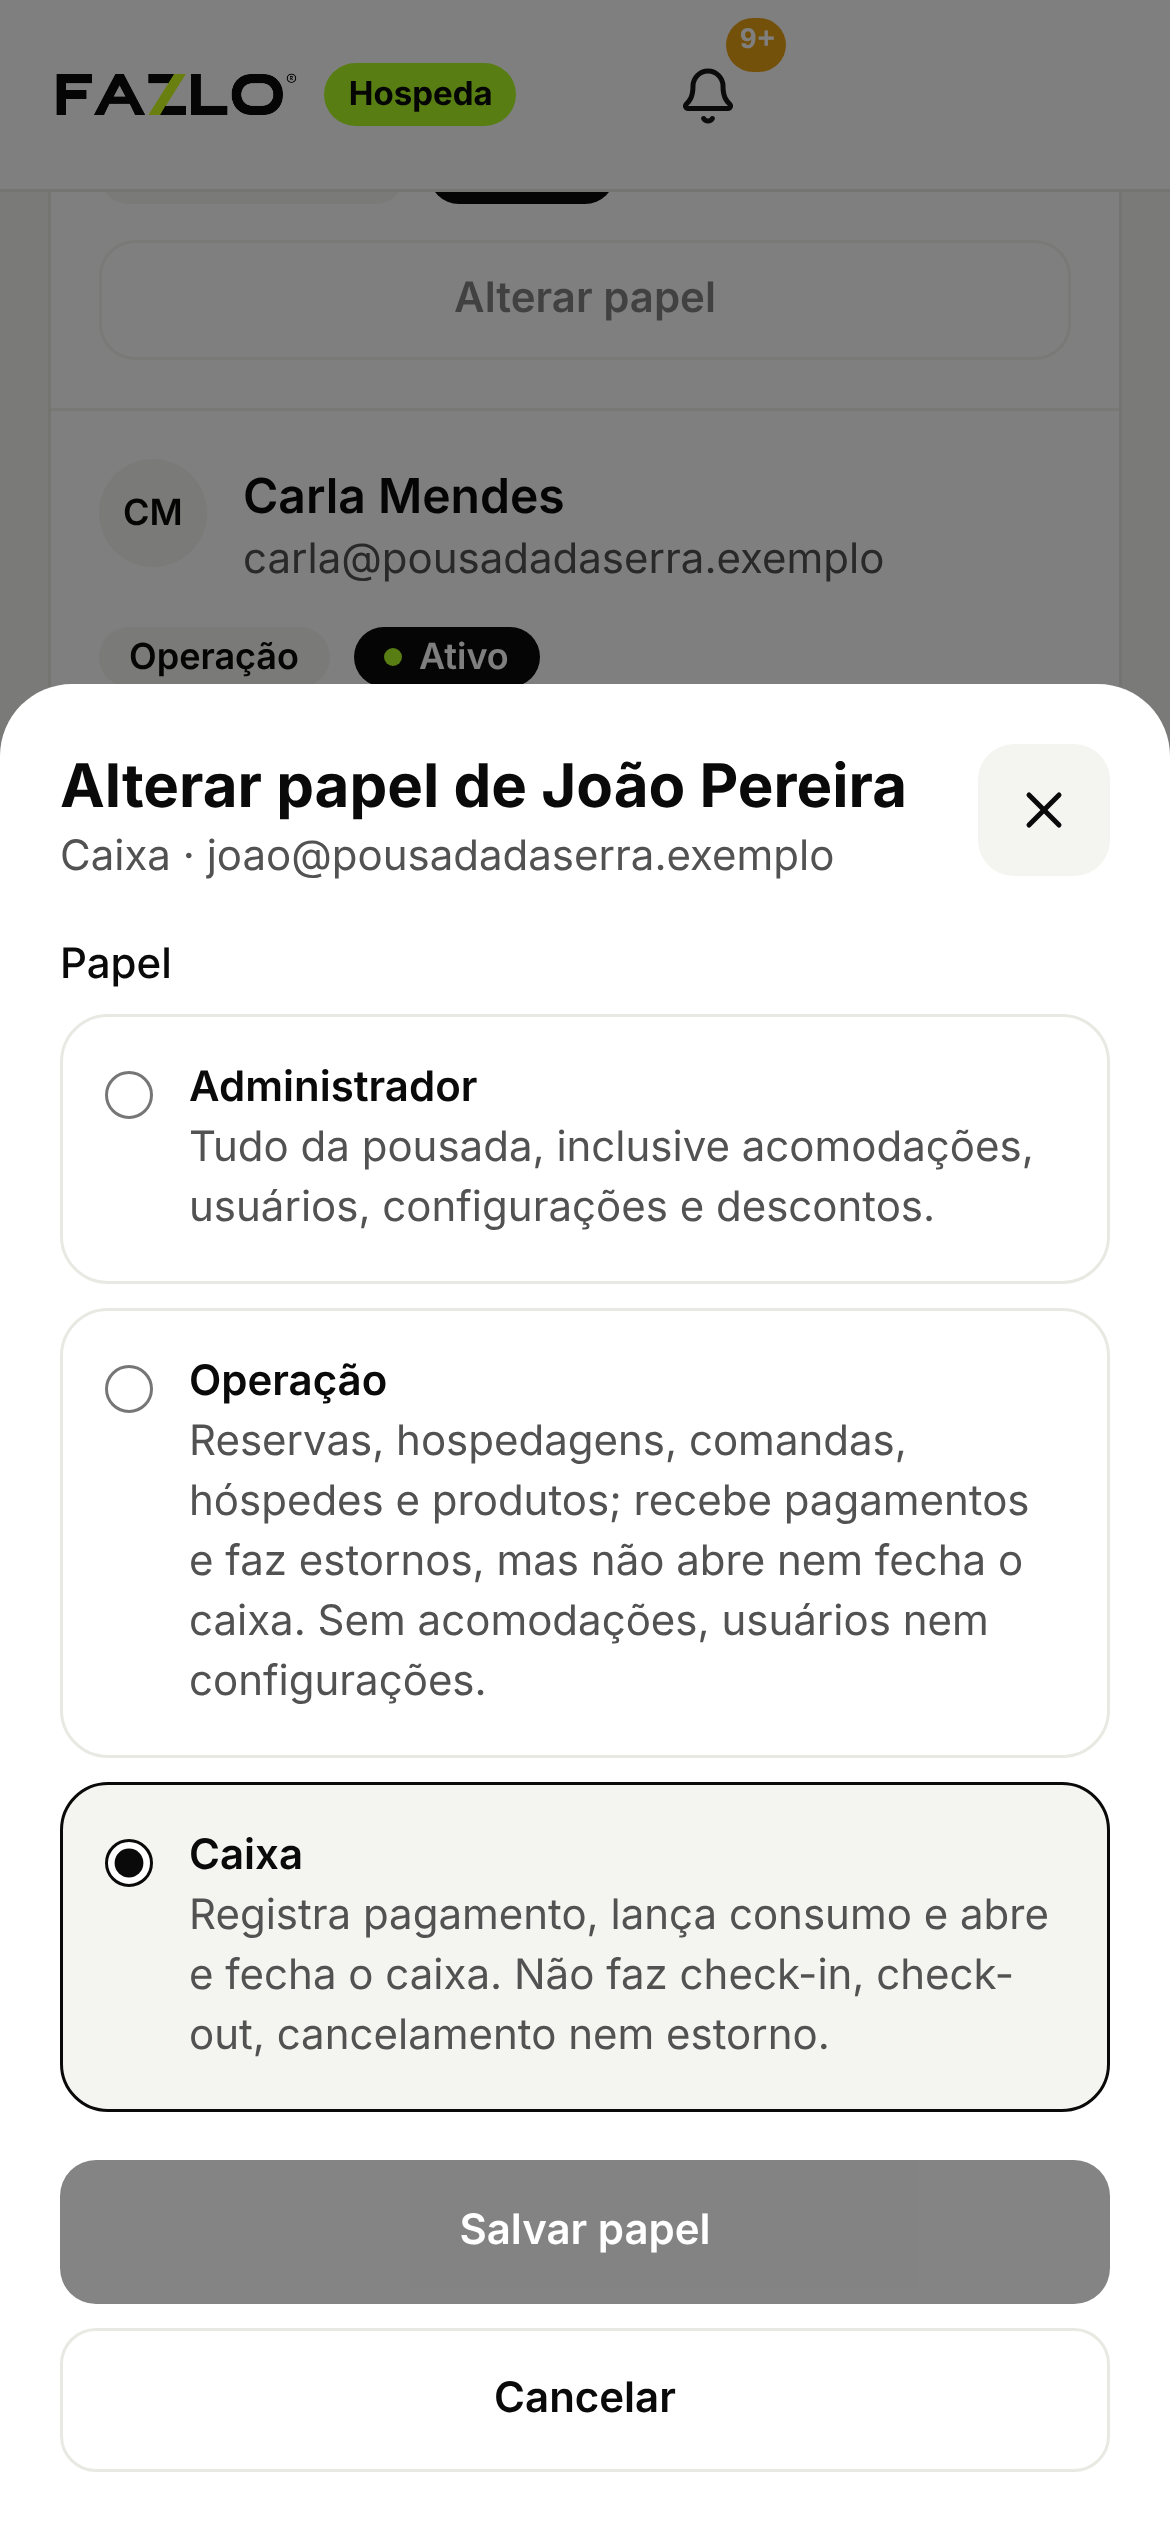 FAZLO®
Hospeda
9+
Alterar papel
CM
Carla Mendes
carla@pousadadaserra.exemplo
Operação
Ativo
Alterar papel de João Pereira
Caixa · joao@pousadadaserra.exemplo
Papel
Administrador
Tudo da pousada, inclusive acomodações,
usuários, configurações e descontos.
Operação
Reservas, hospedagens, comandas,
hóspedes e produtos; recebe pagamentos
e faz estornos, mas não abre nem fecha o
caixa. Sem acomodações, usuários nem
configurações.
Caixa
Registra pagamento, lança consumo e abre
e fecha o caixa. Não faz check-in, check-
out, cancelamento nem estorno.
Salvar papel
Cancelar